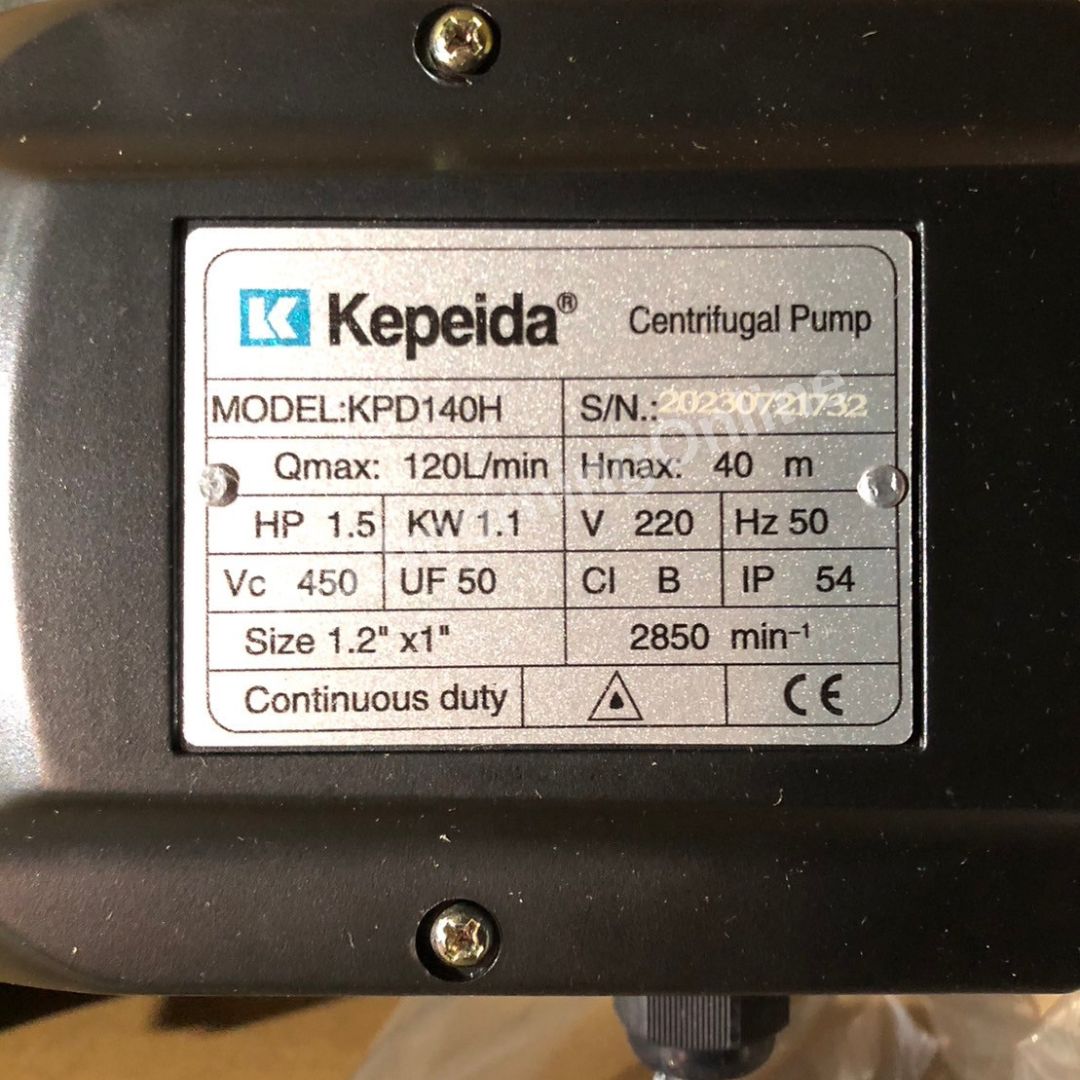 K Kepeida® Centrifugal Pump
MODEL:KPD140H S/N.:20230721732
Qmax: 120L/min Hmax: 40 m
HP 1.5 KW 1.1 V 220 Hz 50
Vc 450 UF 50 Cl B IP 54
Size 1.2" x1" 2850 min⁻¹
Continuous duty CE